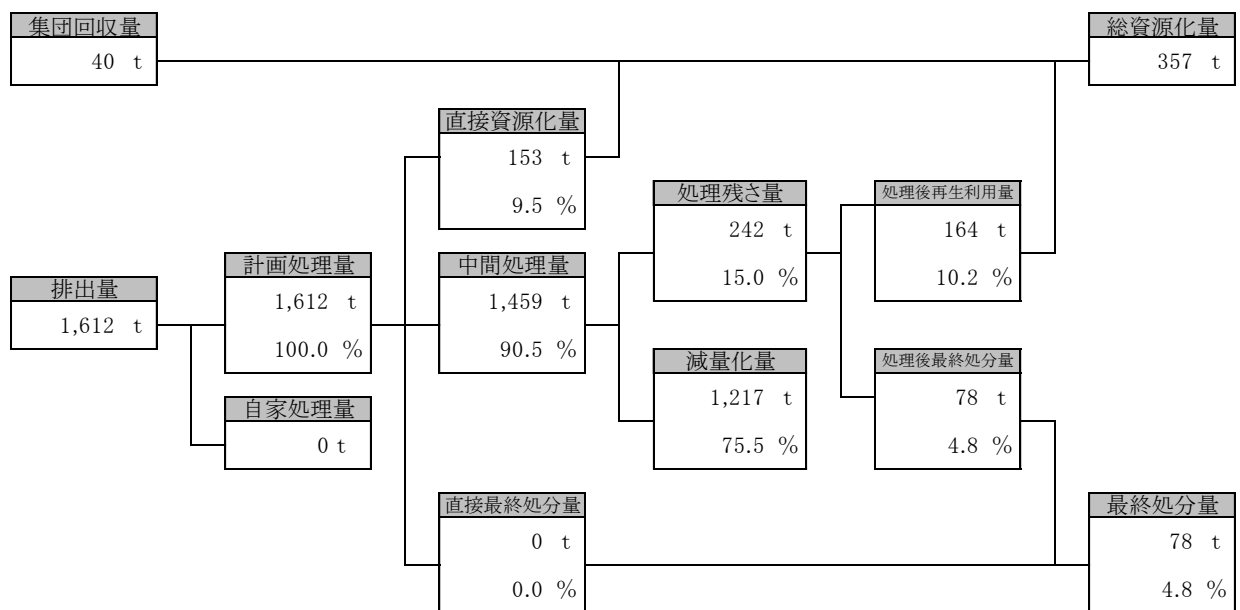 集団回収量
40 t
総資源化量
357 t
直接資源化量
153 t
9.5 %
処理残さ量
242 t
15.0 %
処理後再生利用量
164 t
10.2 %
排出量
1,612 t
計画処理量
1,612 t
100.0 %
中間処理量
1,459 t
90.5 %
自家処理量
0 t
減量化量
1,217 t
75.5 %
処理後最終処分量
78 t
4.8 %
直接最終処分量
0 t
0.0 %
最終処分量
78 t
4.8 %